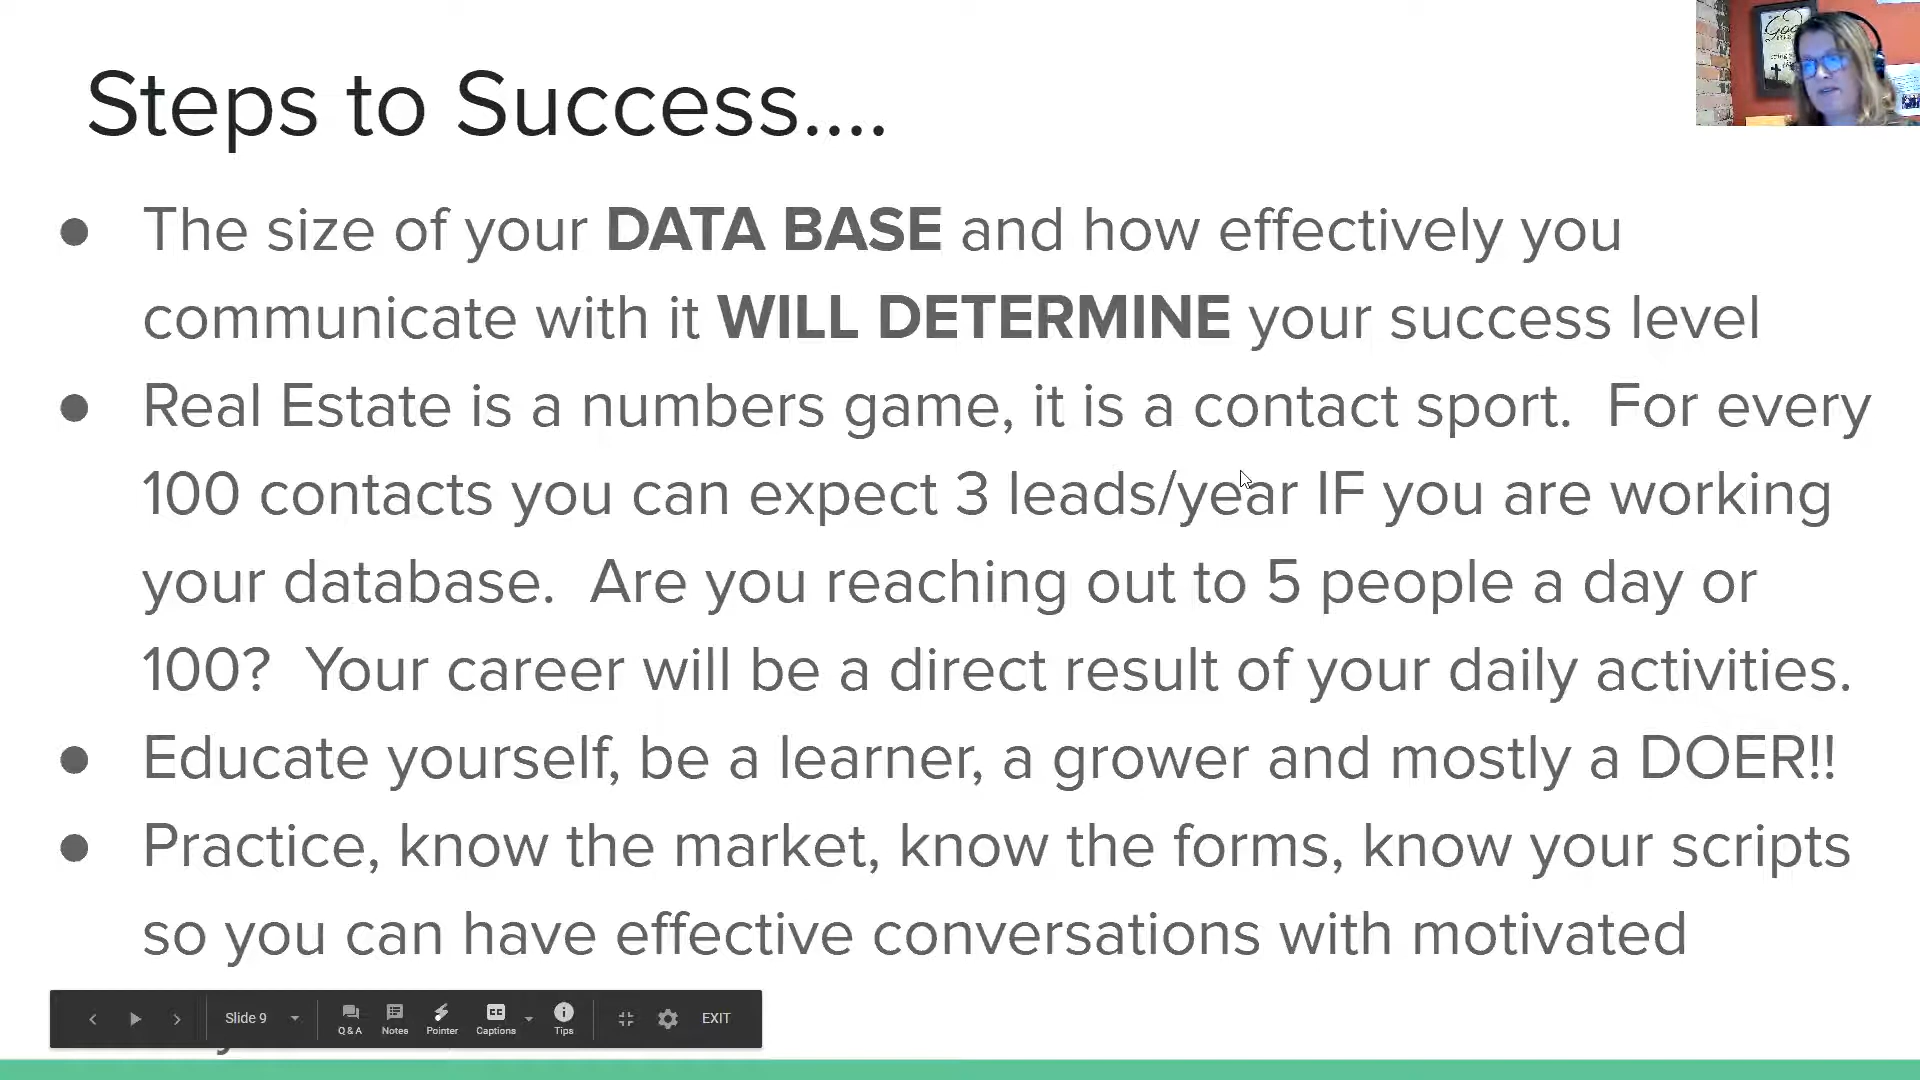 Steps to Success....
God
● The size of your DATA BASE and how effectively you
communicate with it WILL DETERMINE your success level
● Real Estate is a numbers game, it is a contact sport.  For every
100 contacts you can expect 3 leads/year IF you are working
your database.  Are you reaching out to 5 people a day or
100?  Your career will be a direct result of your daily activities.
● Educate yourself, be a learner, a grower and mostly a DOER!!
● Practice, know the market, know the forms, know your scripts
so you can have effective conversations with motivated
Slide 9 Q & A Notes Pointer CC Captions Tips EXIT